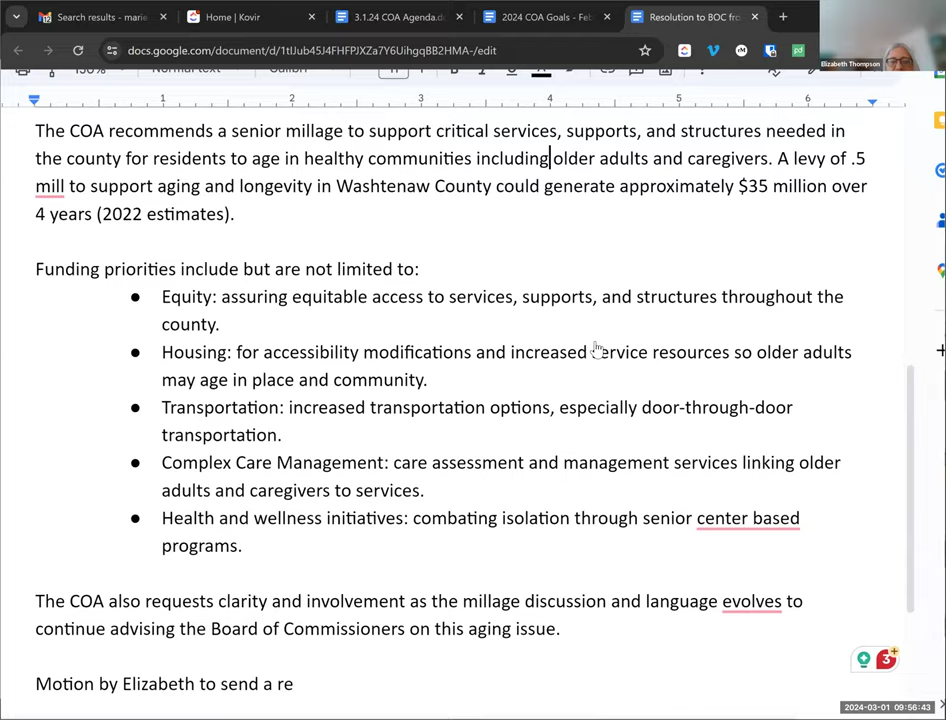 Search results - marie
Home | Kovir
3.1.24 COA Agenda.d
2024 COA Goals - Feb
Resolution to BOC fro
docs.google.com/document/d/1tlJub45J4FHFPJXZa7Y6UihgqBB2HMA-/edit
Elizabeth Thompson
1 2 3 4 5 6
The COA recommends a senior millage to support critical services, supports, and structures needed in
the county for residents to age in healthy communities including older adults and caregivers. A levy of .5
mill to support aging and longevity in Washtenaw County could generate approximately $35 million over
4 years (2022 estimates).
Funding priorities include but are not limited to:
● Equity: assuring equitable access to services, supports, and structures throughout the
county.
● Housing: for accessibility modifications and increased service resources so older adults
may age in place and community.
● Transportation: increased transportation options, especially door-through-door
transportation.
● Complex Care Management: care assessment and management services linking older
adults and caregivers to services.
● Health and wellness initiatives: combating isolation through senior center based
programs.
The COA also requests clarity and involvement as the millage discussion and language evolves to
continue advising the Board of Commissioners on this aging issue.
3
Motion by Elizabeth to send a re
2024-03-01 09:56:43